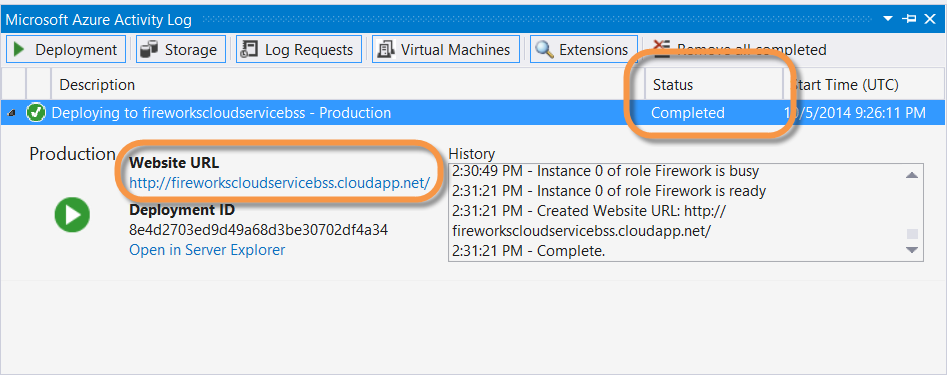 Microsoft Azure Activity Log
Deployment Storage Log Requests Virtual Machines Extensions Remove all completed
Description Status Start Time (UTC)
Deploying to fireworkscloudservicebss - Production Completed 10/5/2014 9:26:11 PM
Production
Website URL
http://fireworkscloudservicebss.cloudapp.net/
Deployment ID
8e4d2703ed9d49a68d3be30702df4a34
Open in Server Explorer
History
2:30:49 PM - Instance 0 of role Firework is busy
2:31:21 PM - Instance 0 of role Firework is ready
2:31:21 PM - Created Website URL: http://
fireworkscloudservicebss.cloudapp.net/
2:31:21 PM - Complete.